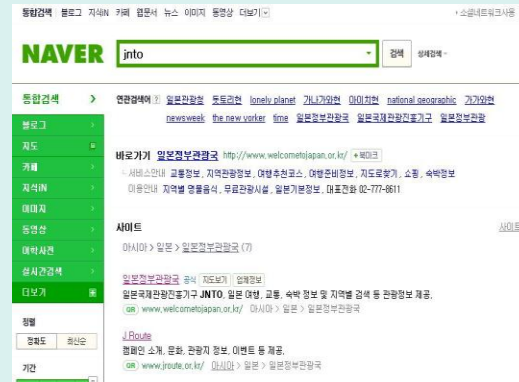 통합검색 블로그 지식iN 카페 웹문서 뉴스 이미지 동영상 더보기
소셜네트워크사용
NAVER jnto 검색 상세검색
통합검색
블로그
지도
카페
지식iN
이미지
동영상
어학사전
실시간검색
더보기
정렬
정확도 최신순
기간
연관검색어 일본관광청 돗토리현 lonely planet 가나가와현 아이치현 national geographic 가가와현
newsweek the new yorker time 일본정부관광국 일본국제관광진흥기구 일본정부관광
바로가기 일본정부관광국 http://www.welcometojapan.or.kr/ +북마크
서비스안내 교통정보, 지역관광정보, 여행추천코스, 여행준비정보, 지도로찾기, 쇼핑, 숙박정보
이용안내 지역별 명물음식, 무료관광시설, 일본기본정보, 대표전화 02-777-8611
사이트
아시아 > 일본 > 일본정부관광국 (7)
일본정부관광국 공식 지도보기 업체정보
일본국제관광진흥기구 JNTO, 일본 여행, 교통, 숙박 정보 및 지역별 검색 등 관광정보 제공.
QR www.welcometojapan.or.kr/ 아시아 > 일본 > 일본정부관광국
J Route
캠페인 소개, 문화, 관광지 정보, 이벤트 등 제공.
QR www.jroute.or.kr/ 아시아 > 일본 > 일본정부관광국